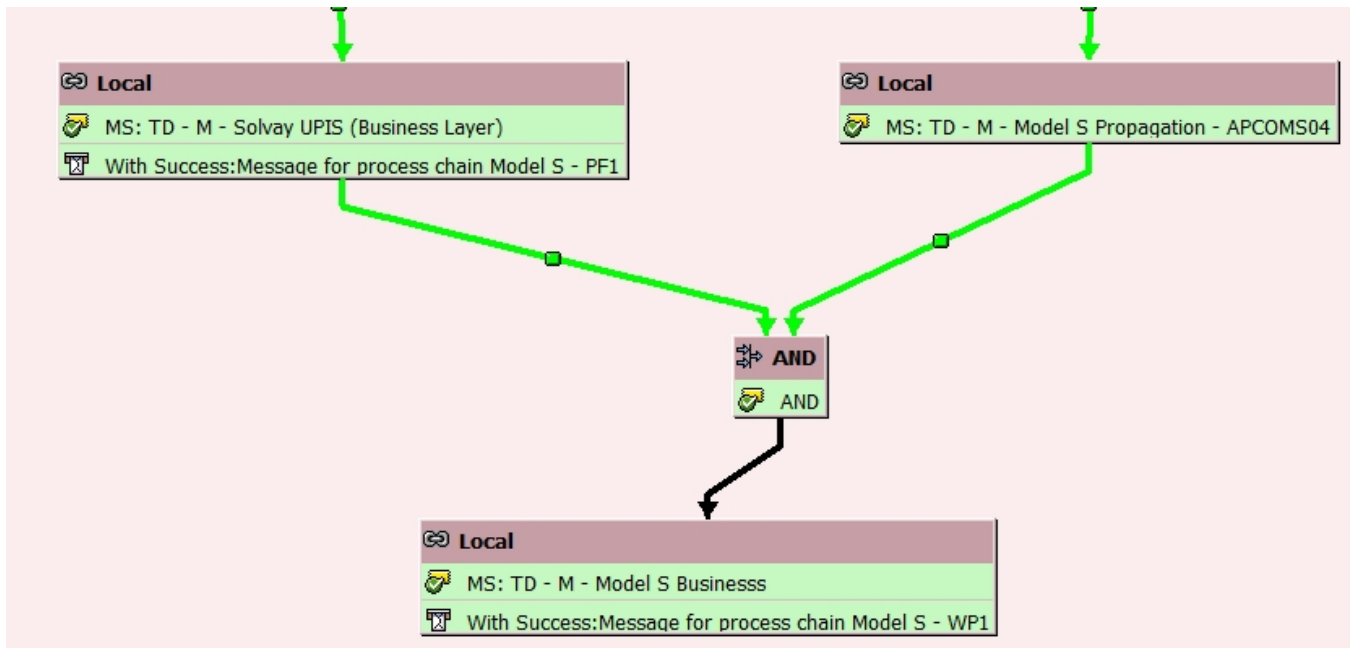 Local
MS: TD - M - Solvay UPIS (Business Layer)
With Success:Message for process chain Model S - PF1
Local
MS: TD - M - Model S Propagation - APCOMS04
AND
AND
Local
MS: TD - M - Model S Businesss
With Success:Message for process chain Model S - WP1